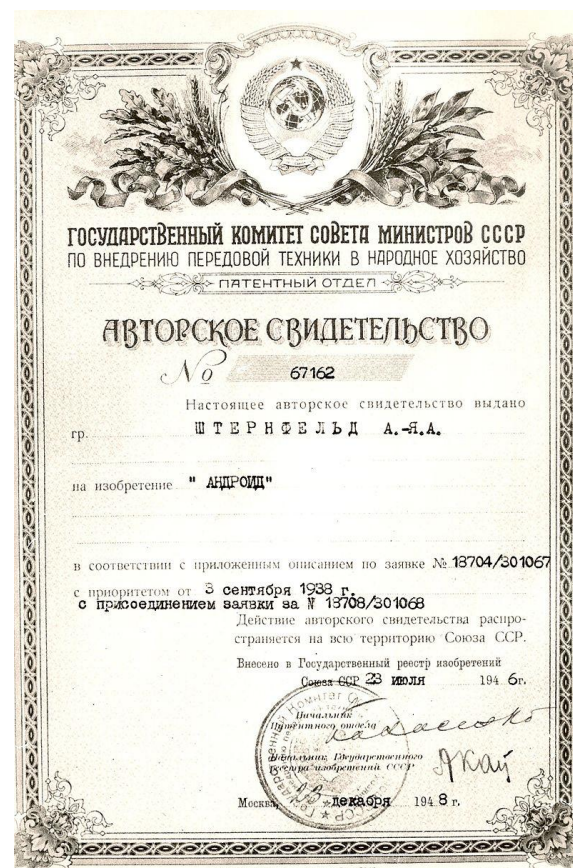 ГОСУДАРСТВЕННЫЙ КОМИТЕТ СОВЕТА МИНИСТРОВ СССР
ПО ВНЕДРЕНИЮ ПЕРЕДОВОЙ ТЕХНИКИ В НАРОДНОЕ ХОЗЯЙСТВО
ПАТЕНТНЫЙ ОТДЕЛ
АВТОРСКОЕ СВИДЕТЕЛЬСТВО
№ 67162
Настоящее авторское свидетельство выдано
гр. ШТЕРНФЕЛЬД А.-Я.А.
на изобретение "АНДРОИД"
в соответствии с приложенным описанием по заявке № 18704/301067
с приоритетом от 3 сентября 1938 г.
с присоединением заявки за № 18708/301068
Действие авторского свидетельства распро-
страняется на всю территорию Союза ССР.
Внесено в Государственный реестр изобретений
Союза ССР 23 июля 1946г.
Начальник
Патентного отдела
Начальник Государственного
реестра изобретений СССР
Москва, декабря 1948 г.